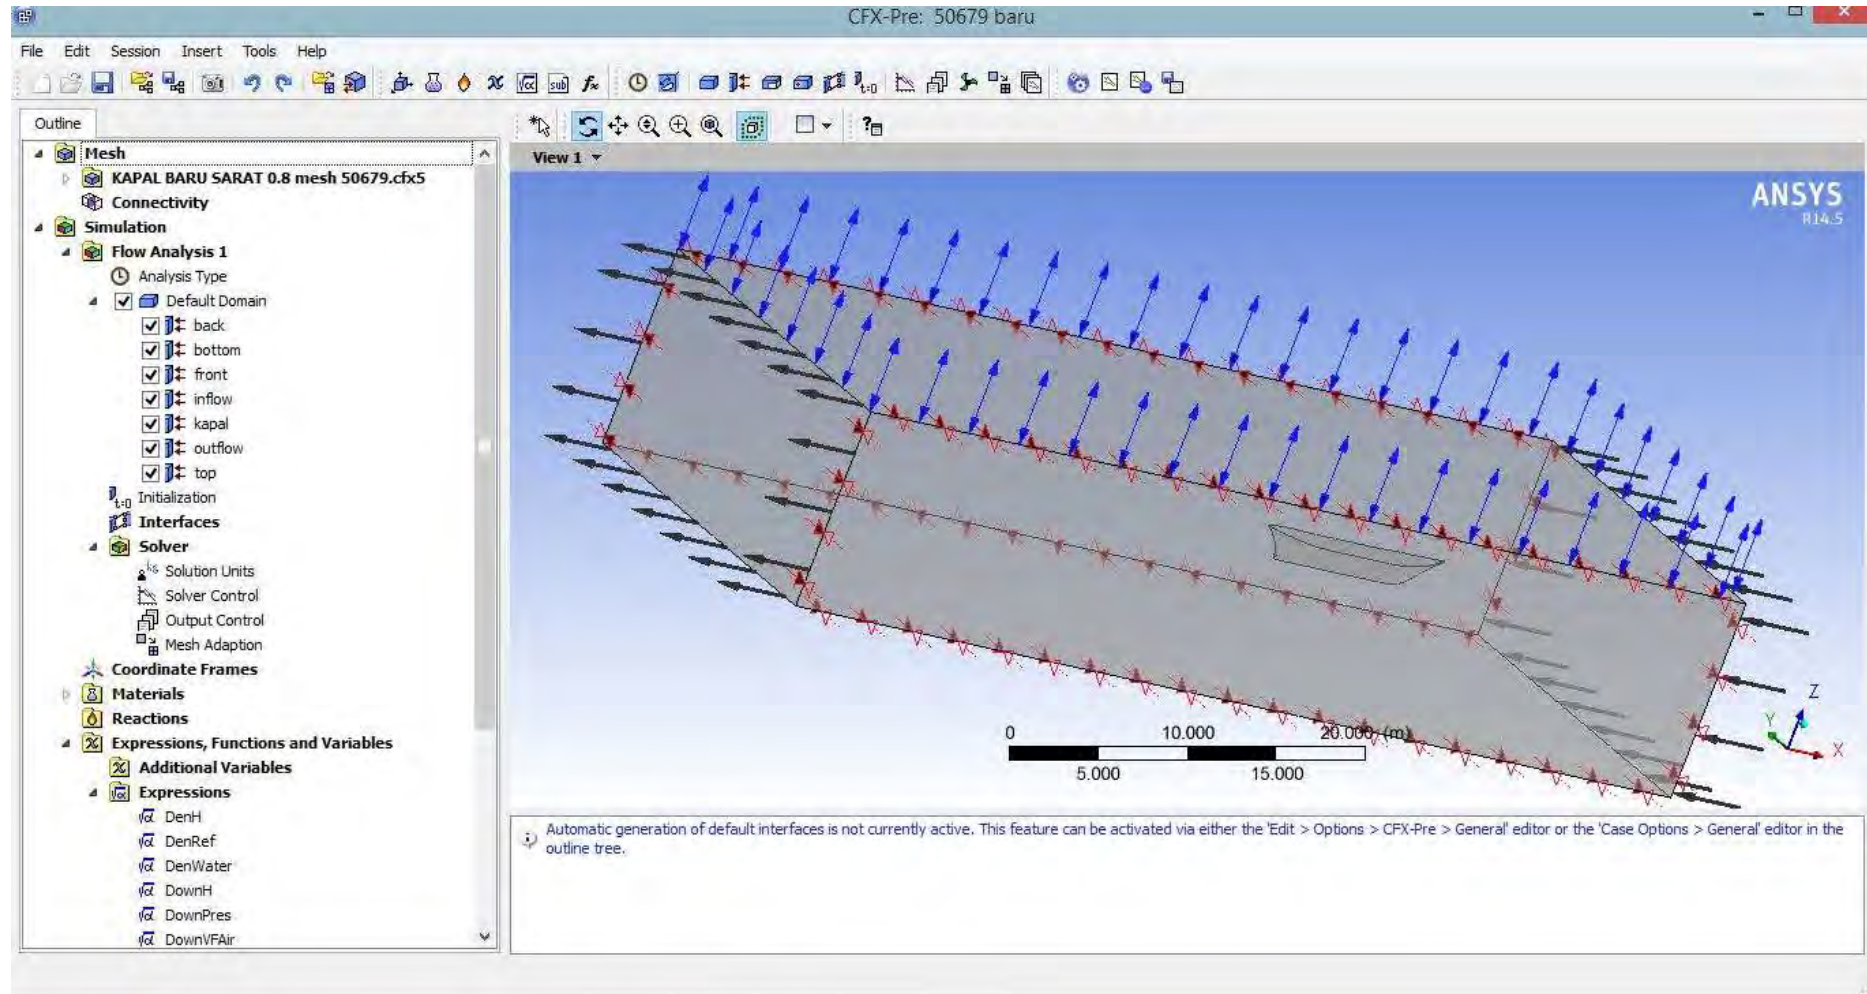 CFX-Pre: 50679 baru
File Edit Session Insert Tools Help
Outline
Mesh
KAPAL BARU SARAT 0.8 mesh 50679.cfx5
Connectivity
Simulation
Flow Analysis 1
Analysis Type
Default Domain
back
bottom
front
inflow
kapal
outflow
top
Initialization
Interfaces
Solver
Solution Units
Solver Control
Output Control
Mesh Adaption
Coordinate Frames
Materials
Reactions
Expressions, Functions and Variables
Additional Variables
Expressions
DenH
DenRef
DenWater
DownH
DownPres
DownVFAir
View 1
ANSYS
R14.5
0 10.000 20.000 (m)
5.000 15.000
Z
Y
X
Automatic generation of default interfaces is not currently active. This feature can be activated via either the 'Edit > Options > CFX-Pre > General' editor or the 'Case Options > General' editor in the
outline tree.